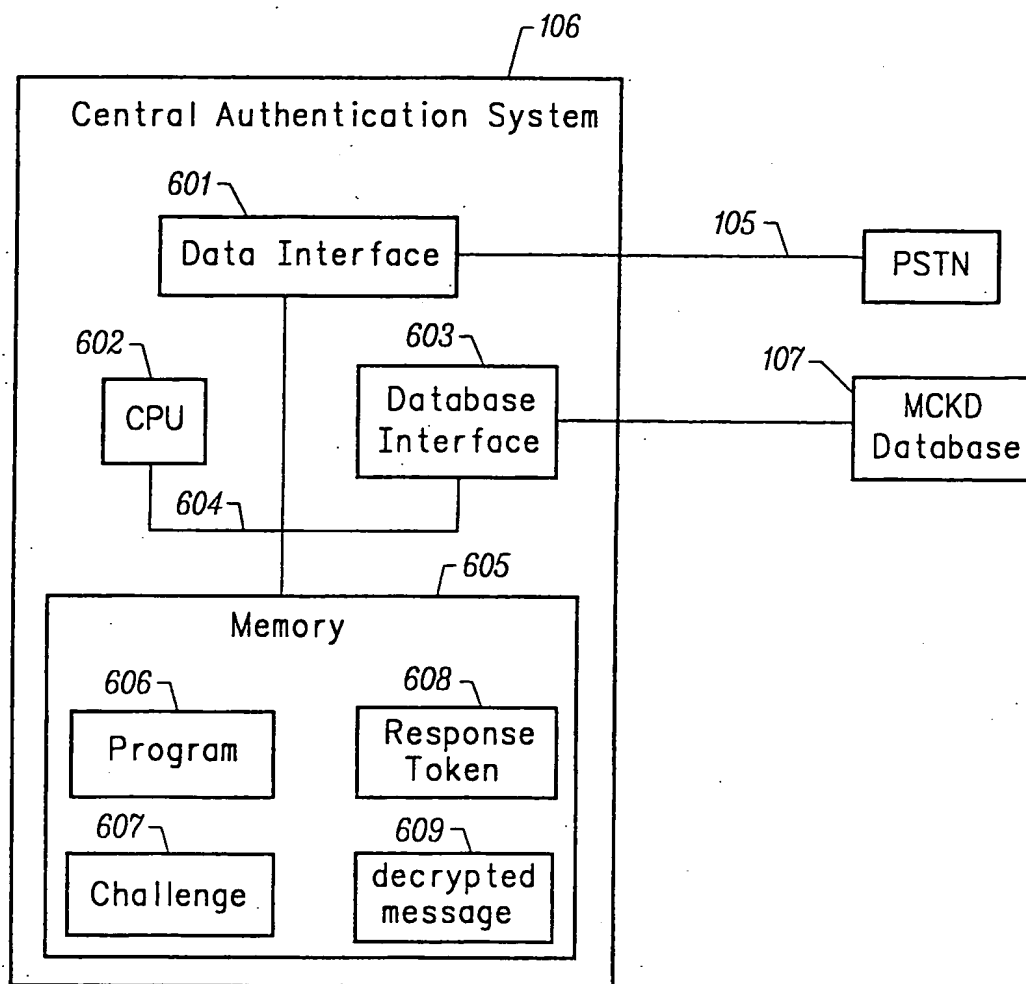 106
Central Authentication System
601
Data Interface
105
PSTN
602
CPU
603
Database
Interface
107
MCKD
Database
604
605
Memory
606
Program
608
Response
Token
607
Challenge
609
decrypted
message